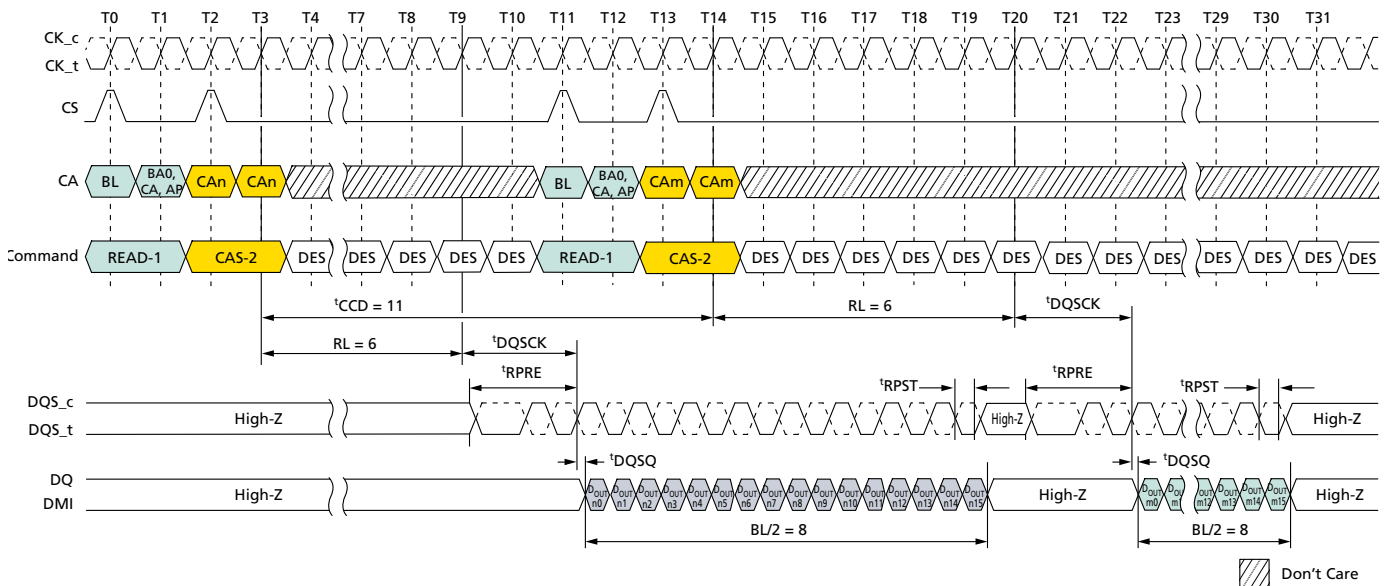 T0 T1 T2 T3 T4 T7 T8 T9 T10 T11 T12 T13 T14 T15 T16 T17 T18 T19 T20 T21 T22 T23 T29 T30 T31
CK_c
CK_t
CS
CA BL BA0, CA, AP CAn CAn BL BA0, CA, AP CAm CAm
Command READ-1 CAS-2 DES DES DES DES DES READ-1 CAS-2 DES DES DES DES DES DES DES DES DES DES DES DES DES
tCCD = 11 RL = 6 tDQSCK
RL = 6 tDQSCK
tRPRE tRPST tRPRE tRPST
DQS_c
DQS_t
High-Z High-Z High-Z
tDQSQ tDQSQ
DQ
DMI
High-Z DOUT n0 DOUT n1 DOUT n2 DOUT n3 DOUT n4 DOUT n5 DOUT n6 DOUT n7 DOUT n8 DOUT n9 DOUT n10 DOUT n11 DOUT n12 DOUT n13 DOUT n14 DOUT n15 High-Z DOUT m0 DOUT m12 DOUT m13 DOUT m14 DOUT m15 High-Z
BL/2 = 8 BL/2 = 8
Don't Care